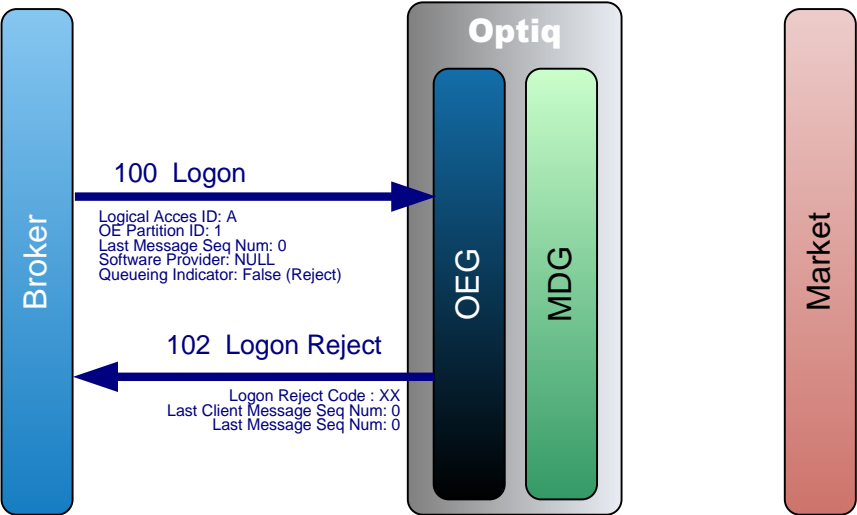 Optiq
Broker
100 Logon
Logical Acces ID: A
OE Partition ID: 1
Last Message Seq Num: 0
Software Provider: NULL
Queueing Indicator: False (Reject)
102 Logon Reject
Logon Reject Code : XX
Last Client Message Seq Num: 0
Last Message Seq Num: 0
OEG
MDG
Market